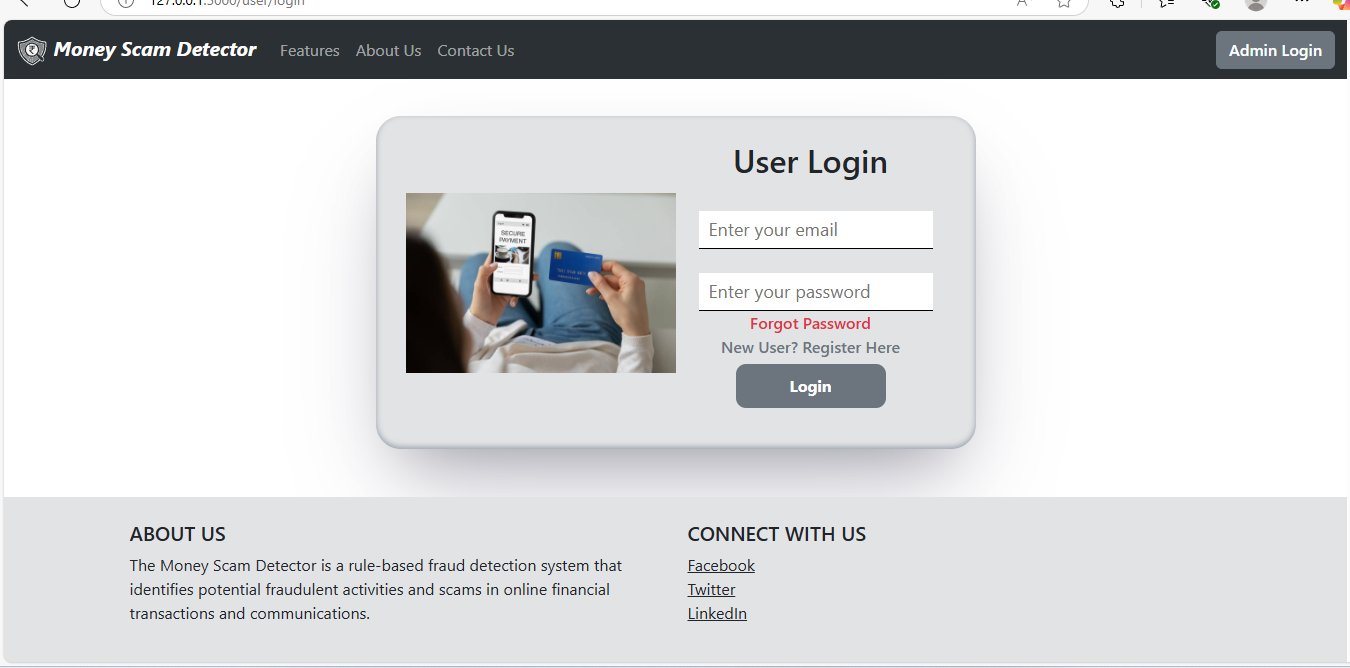 127.0.0.1:5000/user/login
Money Scam Detector Features About Us Contact Us Admin Login
User Login
SECURE
PAYMENT
Enter your email
Enter your password
Forgot Password
New User? Register Here
Login
ABOUT US
The Money Scam Detector is a rule-based fraud detection system that
identifies potential fraudulent activities and scams in online financial
transactions and communications.
CONNECT WITH US
Facebook
Twitter
LinkedIn